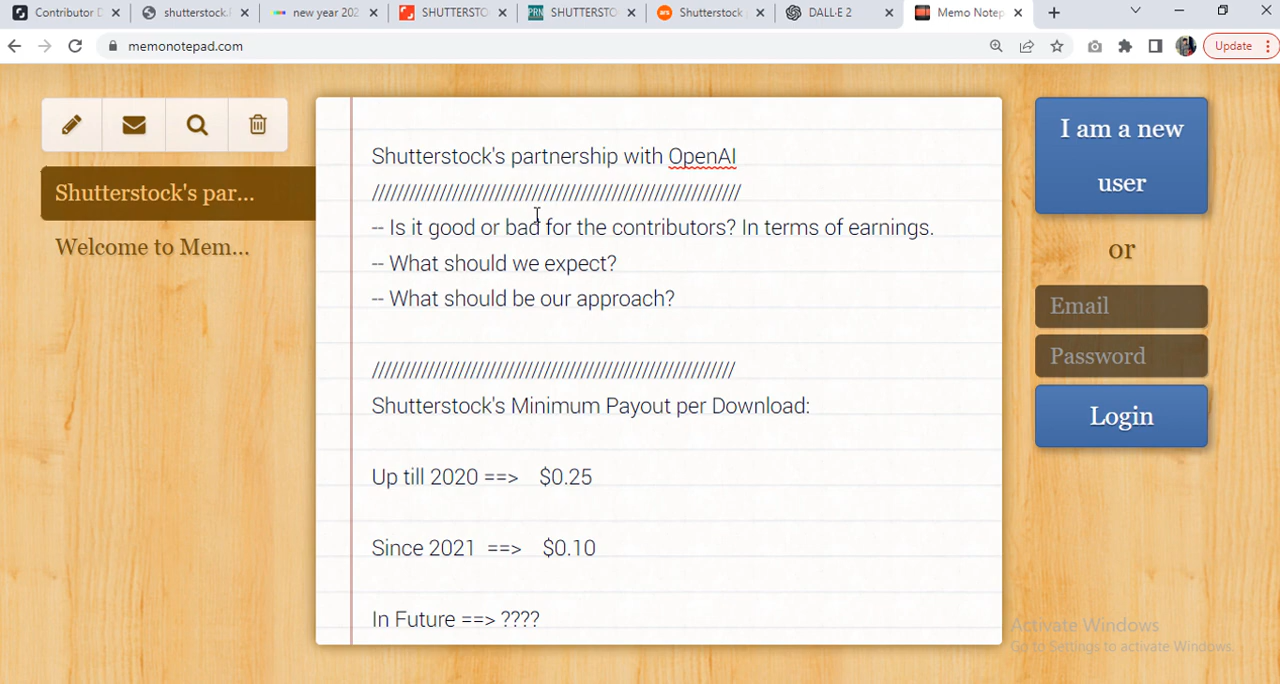 Contributor D
shutterstock.
new year 202
SHUTTERSTO
SHUTTERSTO
Shutterstock
DALL·E 2
Memo Notep
memonotepad.com
Update
Shutterstock's par...
Welcome to Mem...
Shutterstock's partnership with OpenAI
//////////////////////////////////////////////////////////
-- Is it good or bad for the contributors? In terms of earnings.
-- What should we expect?
-- What should be our approach?
/////////////////////////////////////////////////////////
Shutterstock's Minimum Payout per Download:
Up till 2020 ==> $0.25
Since 2021 ==> $0.10
In Future ==> ????
I am a new
user
or
Email
Password
Login
Activate Windows
Go to Settings to activate Windows.